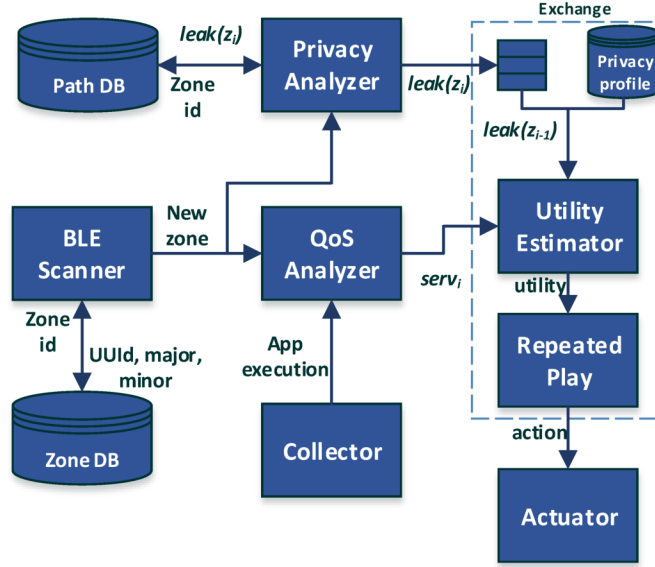 Exchange
leak(zᵢ)
Path DB
Zone
id
Privacy
Analyzer
leak(zᵢ)
Privacy
profile
leak(zᵢ₋₁)
BLE
Scanner
New
zone
QoS
Analyzer
servᵢ
Utility
Estimator
utility
Zone
id
UUId, major,
minor
Zone DB
App
execution
Collector
Repeated
Play
action
Actuator